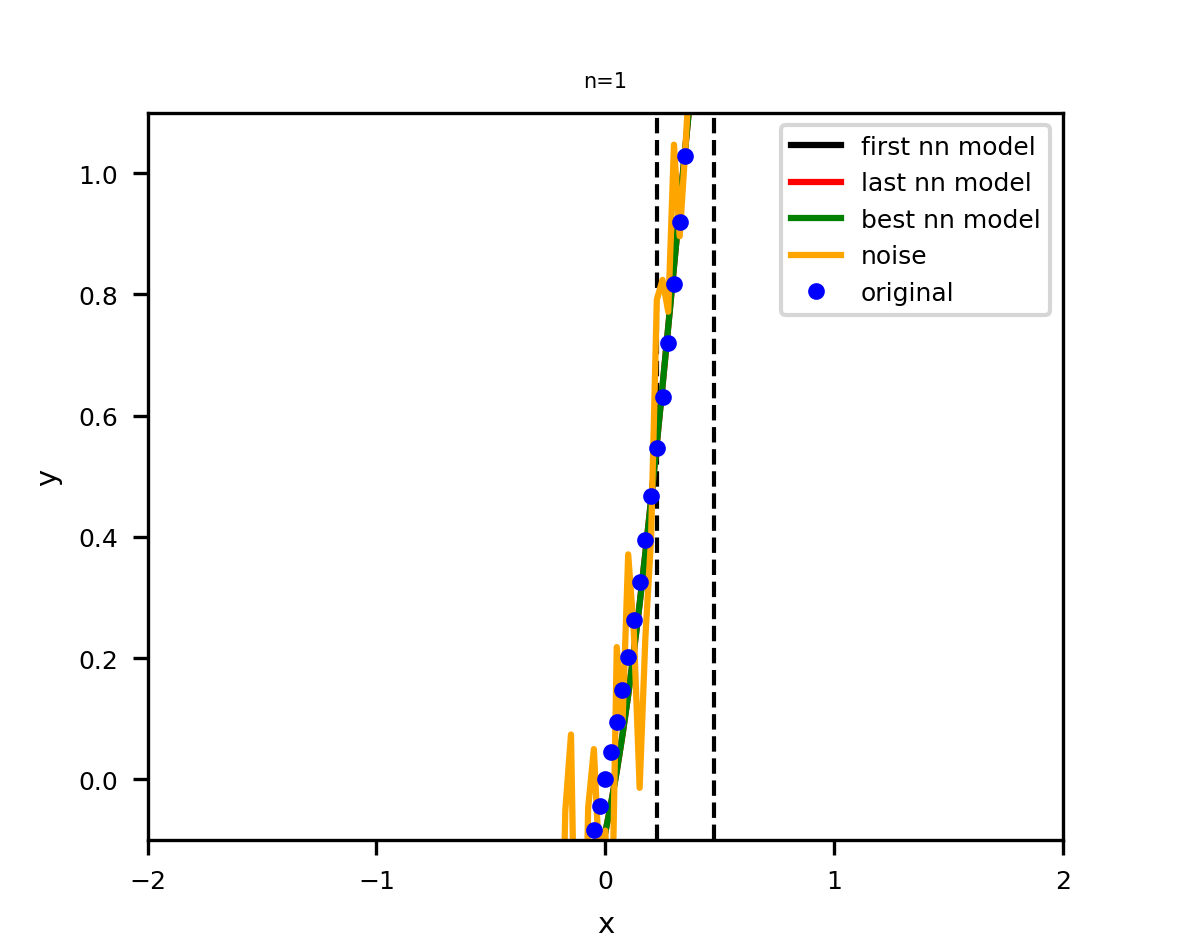 n=1
first nn model
last nn model
best nn model
noise
original
1.0
0.8
0.6
0.4
0.2
0.0
y
−2
−1
0
1
2
x